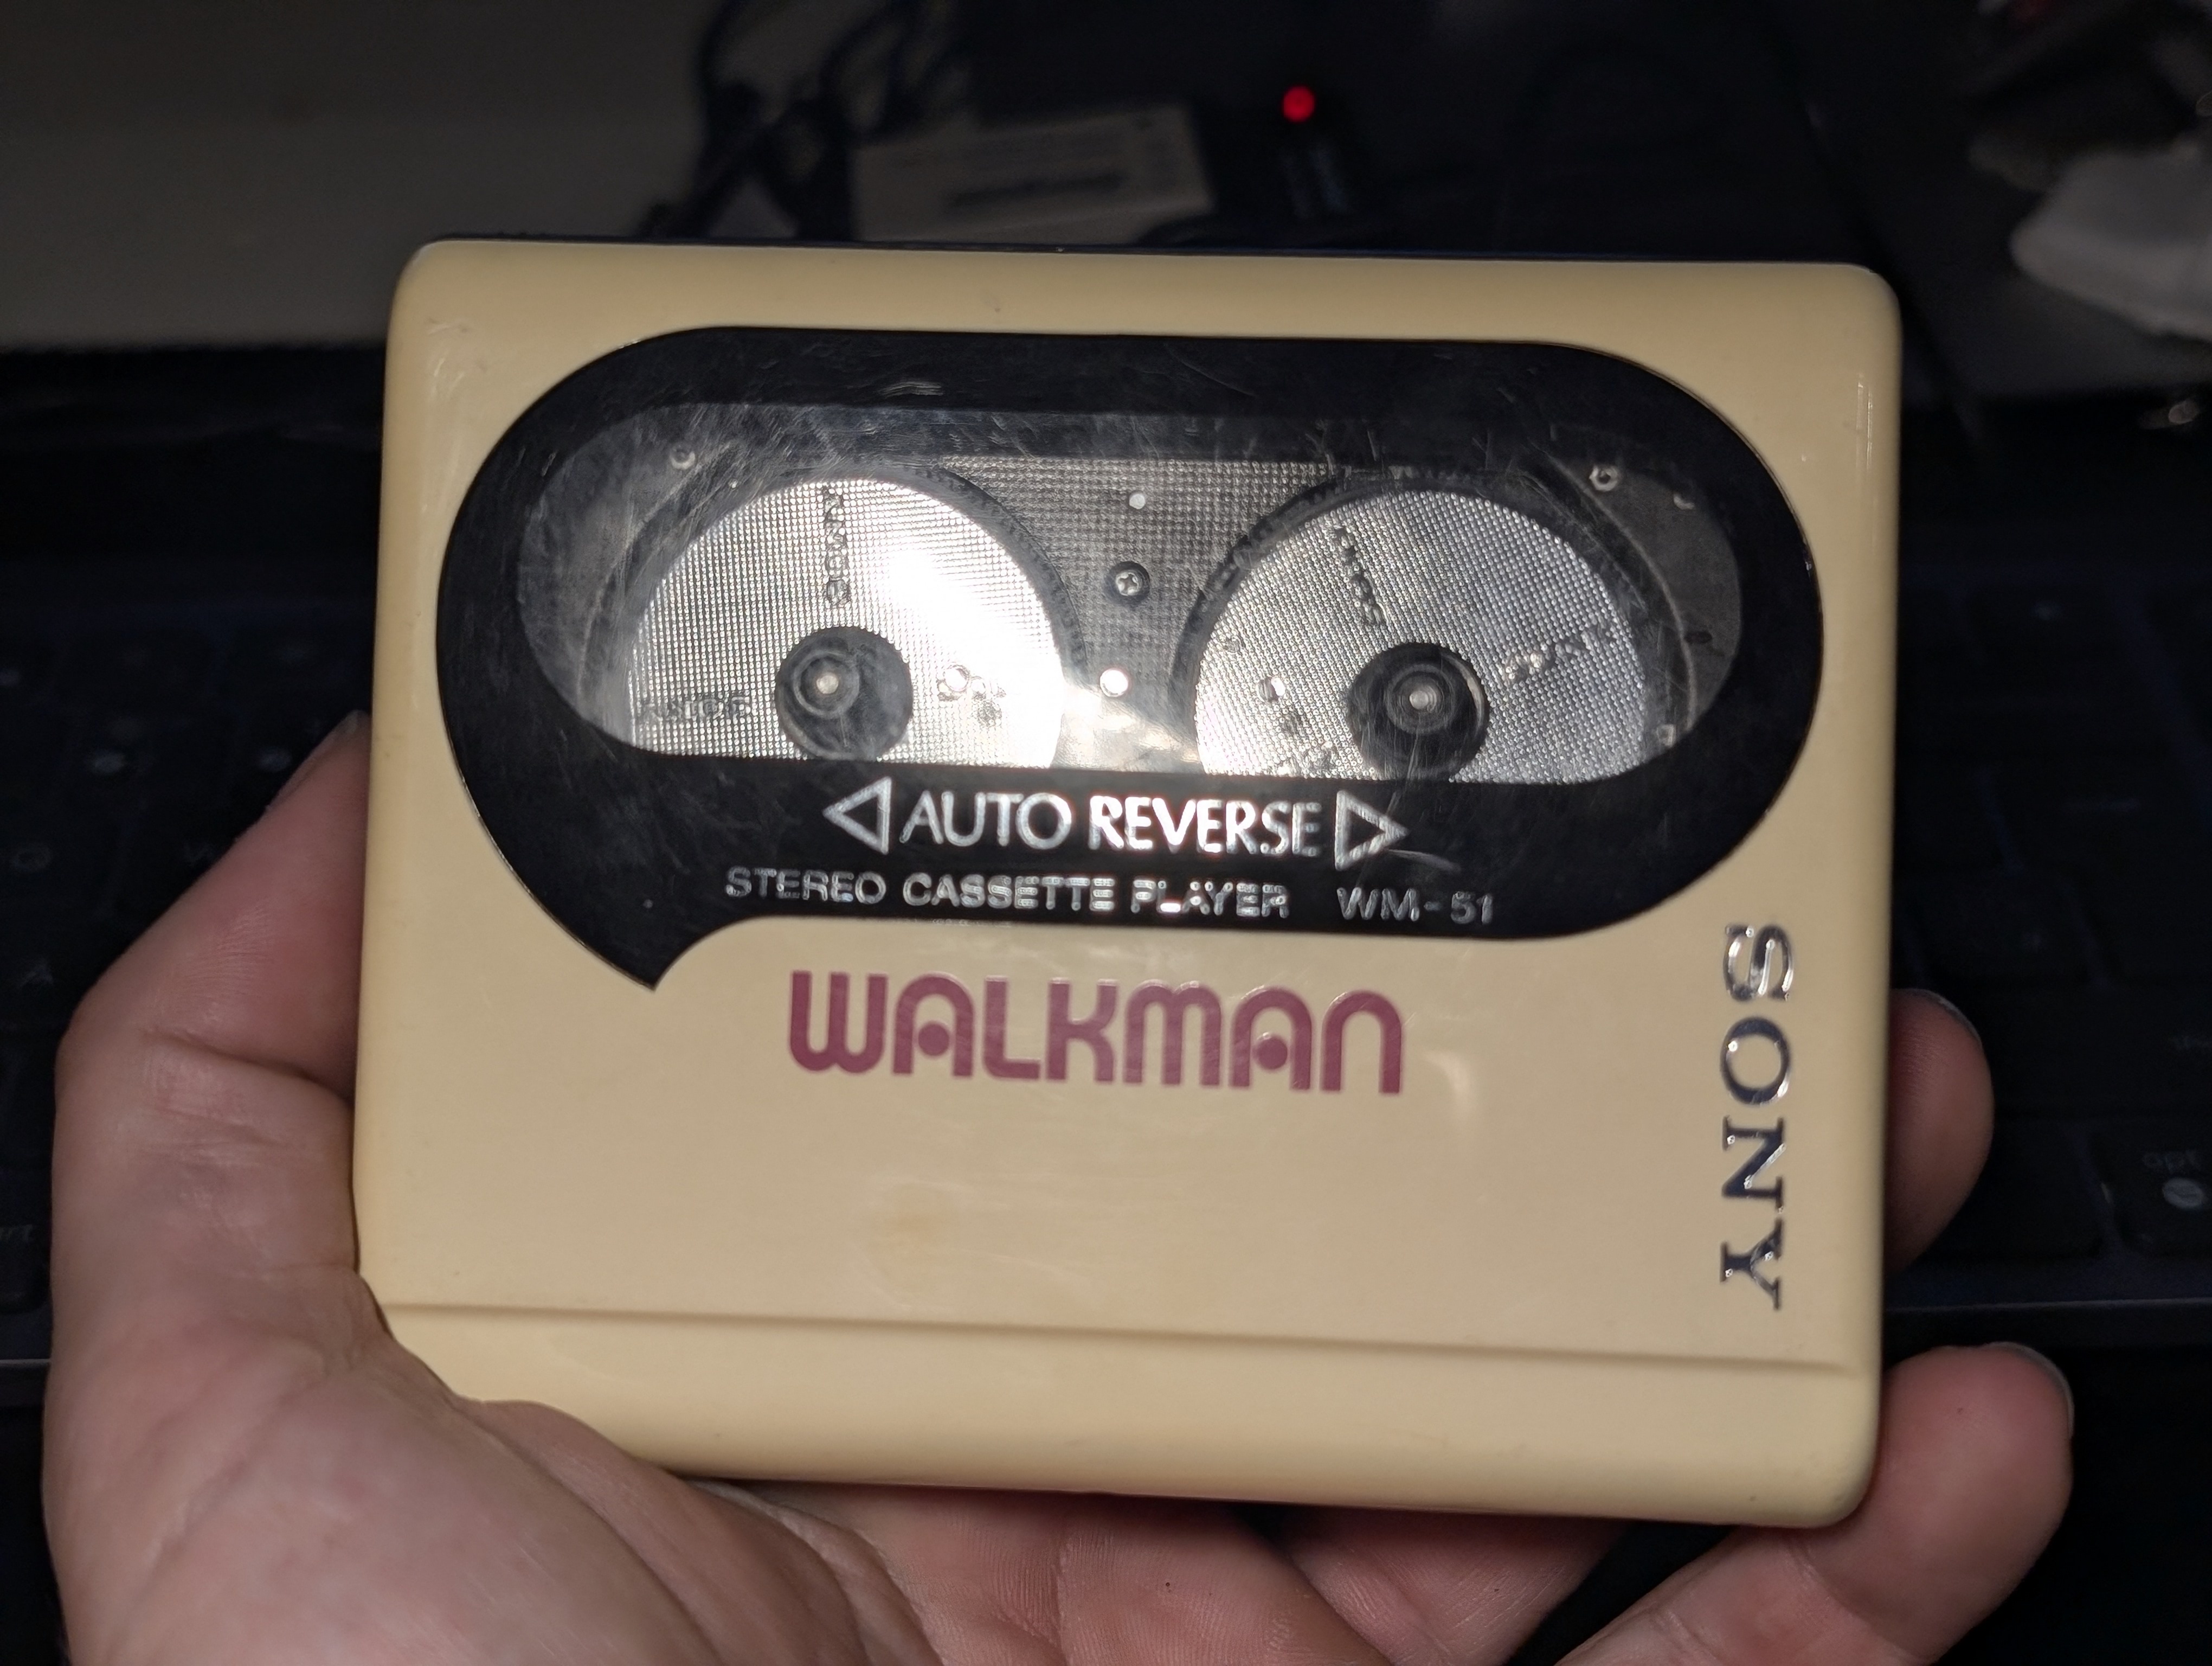 ◁ AUTO REVERSE ▷
STEREO CASSETTE PLAYER WM-51
WALKMAN
SONY